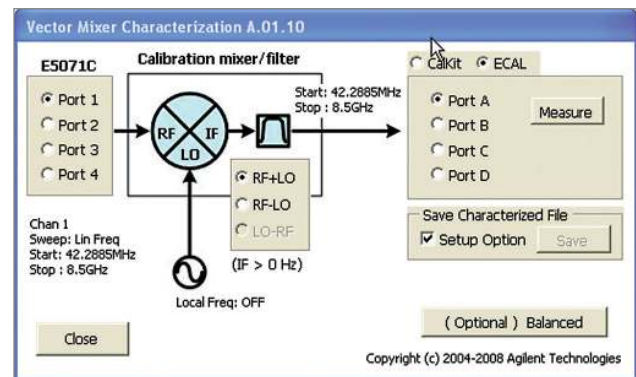 Vector Mixer Characterization A.01.10
E5071C
Port 1
Port 2
Port 3
Port 4
Chan 1
Sweep: Lin Freq
Start: 42.2885MHz
Stop : 8.5GHz
Close
Calibration mixer/filter
RF IF
LO
Start: 42.2885MHz
Stop : 8.5GHz
RF+LO
RF-LO
LO-RF
(IF > 0 Hz)
Local Freq: OFF
CalKit ECAL
Port A
Port B
Port C
Port D
Measure
Save Characterized File
Setup Option Save
( Optional ) Balanced
Copyright (c) 2004-2008 Agilent Technologies